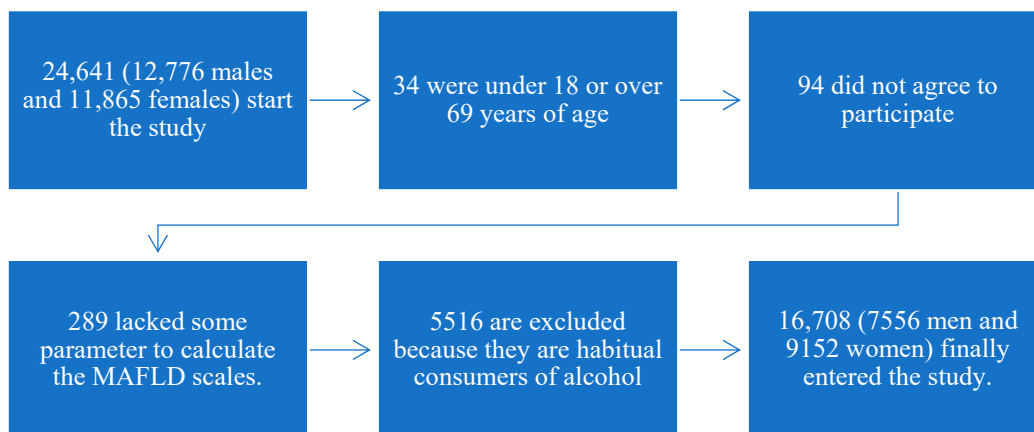 24,641 (12,776 males
and 11,865 females) start
the study
34 were under 18 or over
69 years of age
94 did not agree to
participate
289 lacked some
parameter to calculate
the MAFLD scales.
5516 are excluded
because they are habitual
consumers of alcohol
16,708 (7556 men and
9152 women) finally
entered the study.